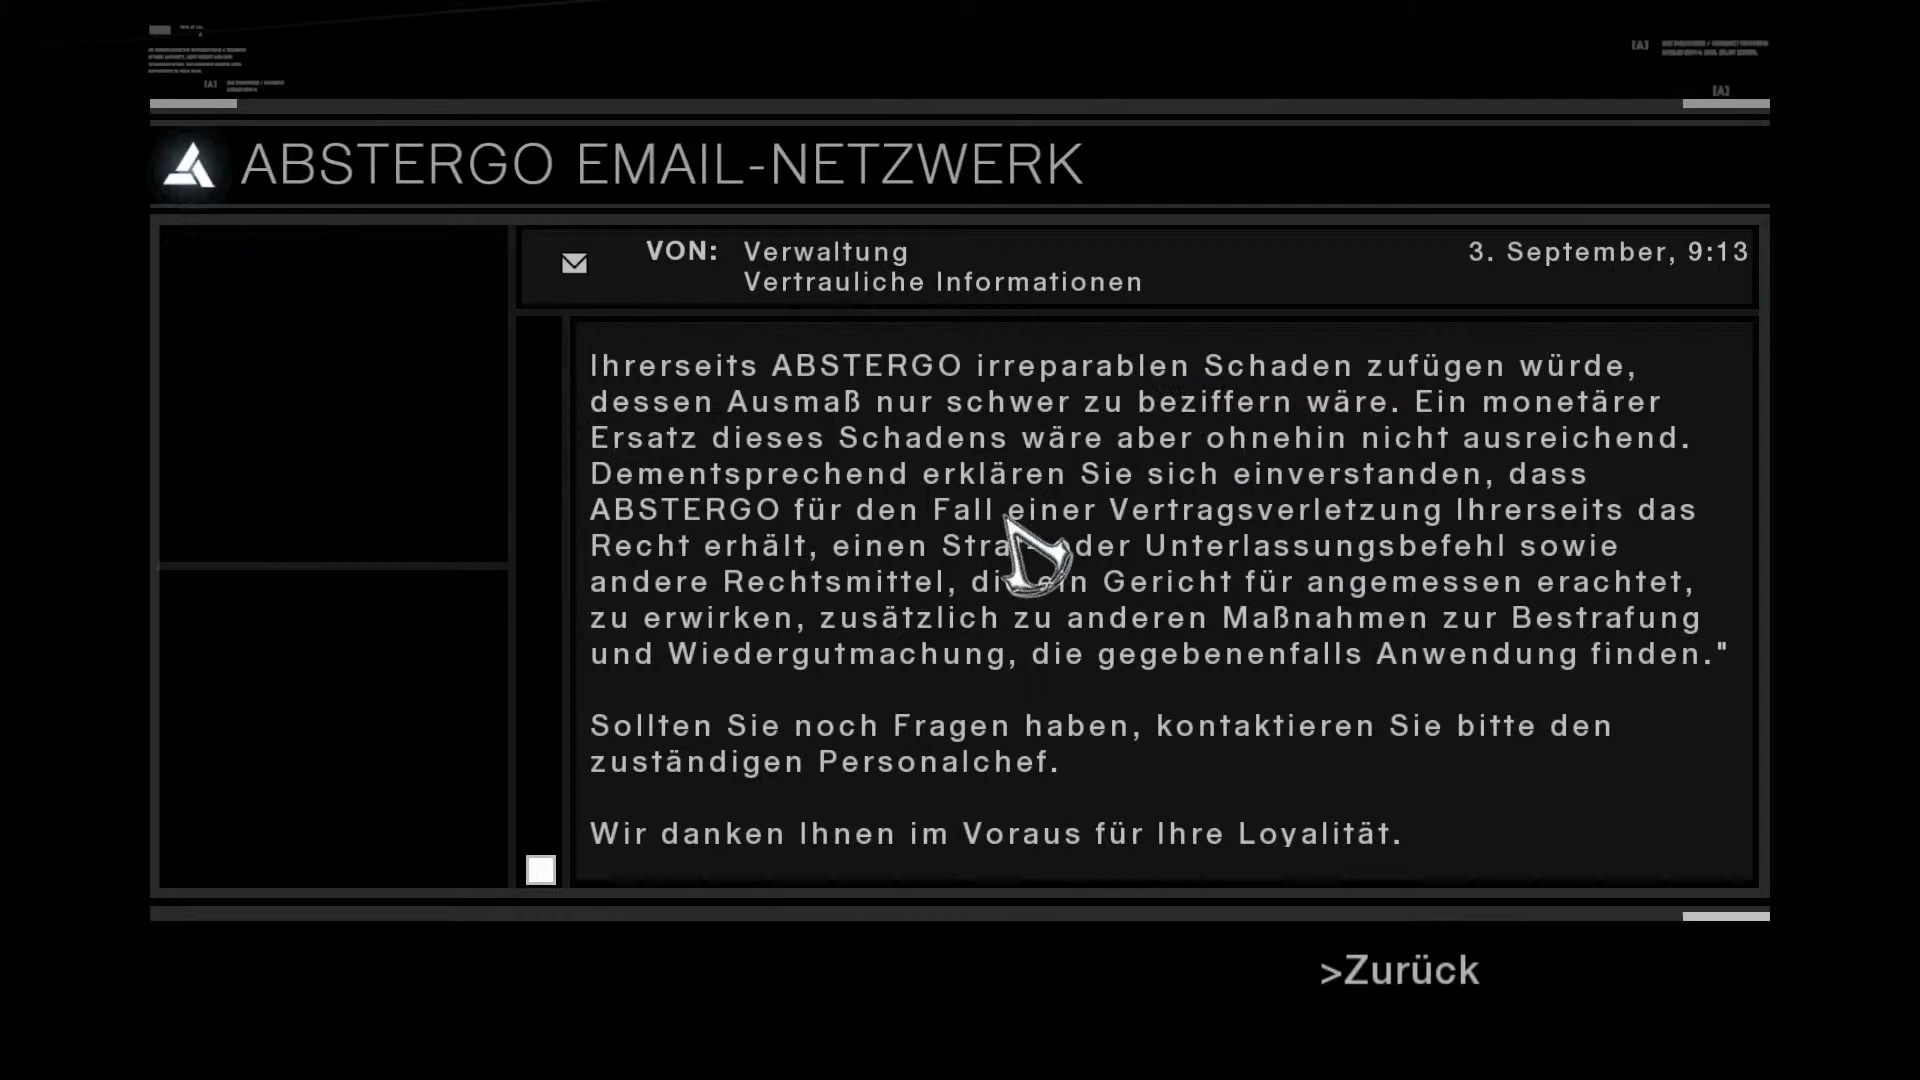 [A]
[A]
[A]
ABSTERGO EMAIL-NETZWERK
VON: Verwaltung
3. September, 9:13
Vertrauliche Informationen
Ihrerseits ABSTERGO irreparablen Schaden zufügen würde,
dessen Ausmaß nur schwer zu beziffern wäre. Ein monetärer
Ersatz dieses Schadens wäre aber ohnehin nicht ausreichend.
Dementsprechend erklären Sie sich einverstanden, dass
ABSTERGO für den Fall einer Vertragsverletzung Ihrerseits das
Recht erhält, einen der Unterlassungsbefehl sowie
andere Rechtsmittel, Gericht für angemessen erachtet,
zu erwirken, zusätzlich zu anderen Maßnahmen zur Bestrafung
und Wiedergutmachung, die gegebenenfalls Anwendung finden."
Sollten Sie noch Fragen haben, kontaktieren Sie bitte den
zuständigen Personalchef.
Wir danken Ihnen im Voraus für Ihre Loyalität.
>Zurück